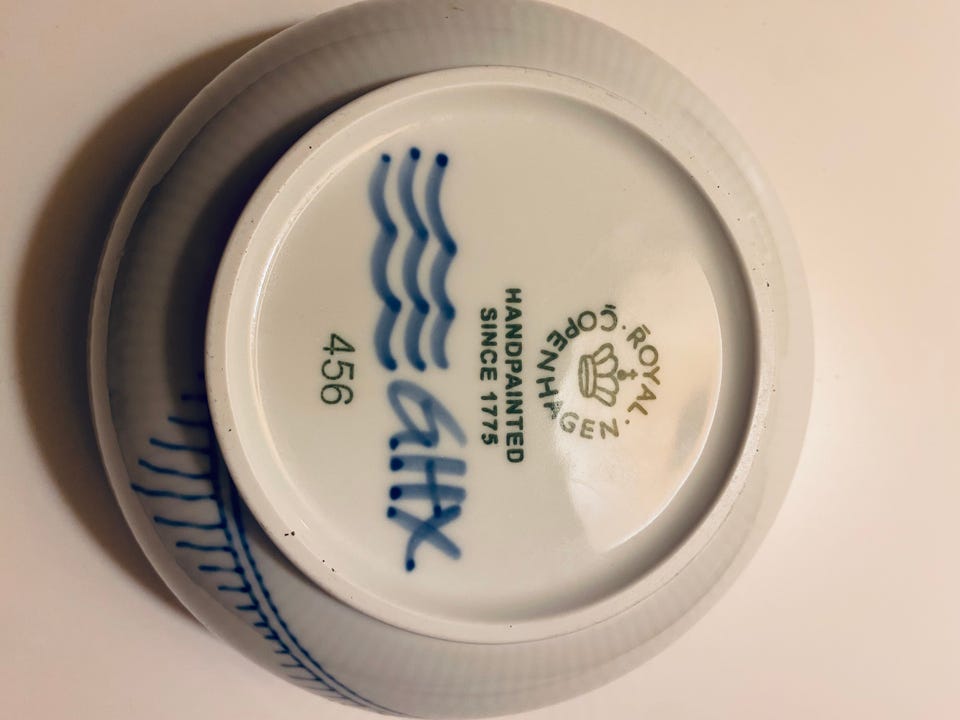 ROYAL
COPENHAGEN
HANDPAINTED
SINCE 1775
456